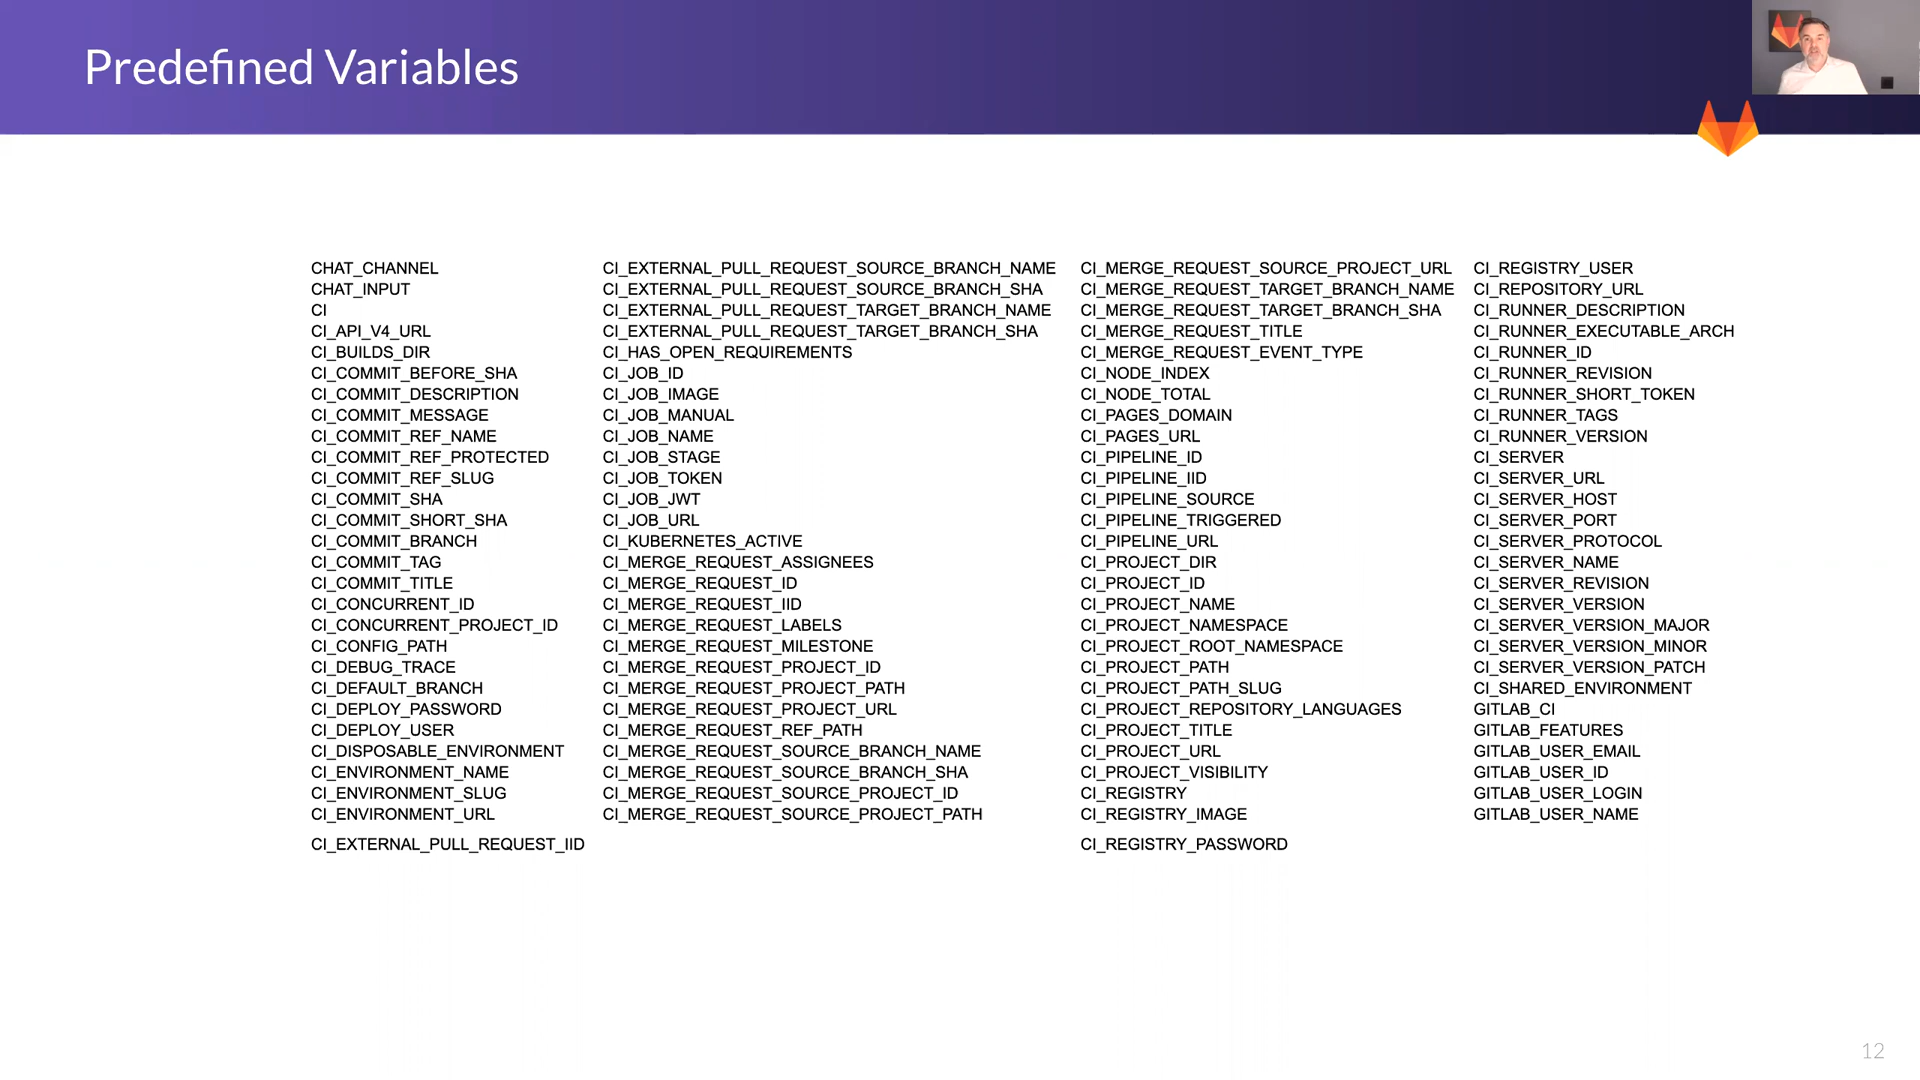 Predefined Variables
CHAT_CHANNEL
CHAT_INPUT
CI
CI_API_V4_URL
CI_BUILDS_DIR
CI_COMMIT_BEFORE_SHA
CI_COMMIT_DESCRIPTION
CI_COMMIT_MESSAGE
CI_COMMIT_REF_NAME
CI_COMMIT_REF_PROTECTED
CI_COMMIT_REF_SLUG
CI_COMMIT_SHA
CI_COMMIT_SHORT_SHA
CI_COMMIT_BRANCH
CI_COMMIT_TAG
CI_COMMIT_TITLE
CI_CONCURRENT_ID
CI_CONCURRENT_PROJECT_ID
CI_CONFIG_PATH
CI_DEBUG_TRACE
CI_DEFAULT_BRANCH
CI_DEPLOY_PASSWORD
CI_DEPLOY_USER
CI_DISPOSABLE_ENVIRONMENT
CI_ENVIRONMENT_NAME
CI_ENVIRONMENT_SLUG
CI_ENVIRONMENT_URL
CI_EXTERNAL_PULL_REQUEST_IID
CI_EXTERNAL_PULL_REQUEST_SOURCE_BRANCH_NAME
CI_EXTERNAL_PULL_REQUEST_SOURCE_BRANCH_SHA
CI_EXTERNAL_PULL_REQUEST_TARGET_BRANCH_NAME
CI_EXTERNAL_PULL_REQUEST_TARGET_BRANCH_SHA
CI_HAS_OPEN_REQUIREMENTS
CI_JOB_ID
CI_JOB_IMAGE
CI_JOB_MANUAL
CI_JOB_NAME
CI_JOB_STAGE
CI_JOB_TOKEN
CI_JOB_JWT
CI_JOB_URL
CI_KUBERNETES_ACTIVE
CI_MERGE_REQUEST_ASSIGNEES
CI_MERGE_REQUEST_ID
CI_MERGE_REQUEST_IID
CI_MERGE_REQUEST_LABELS
CI_MERGE_REQUEST_MILESTONE
CI_MERGE_REQUEST_PROJECT_ID
CI_MERGE_REQUEST_PROJECT_PATH
CI_MERGE_REQUEST_PROJECT_URL
CI_MERGE_REQUEST_REF_PATH
CI_MERGE_REQUEST_SOURCE_BRANCH_NAME
CI_MERGE_REQUEST_SOURCE_BRANCH_SHA
CI_MERGE_REQUEST_SOURCE_PROJECT_ID
CI_MERGE_REQUEST_SOURCE_PROJECT_PATH
CI_MERGE_REQUEST_SOURCE_PROJECT_URL
CI_MERGE_REQUEST_TARGET_BRANCH_NAME
CI_MERGE_REQUEST_TARGET_BRANCH_SHA
CI_MERGE_REQUEST_TITLE
CI_MERGE_REQUEST_EVENT_TYPE
CI_NODE_INDEX
CI_NODE_TOTAL
CI_PAGES_DOMAIN
CI_PAGES_URL
CI_PIPELINE_ID
CI_PIPELINE_IID
CI_PIPELINE_SOURCE
CI_PIPELINE_TRIGGERED
CI_PIPELINE_URL
CI_PROJECT_DIR
CI_PROJECT_ID
CI_PROJECT_NAME
CI_PROJECT_NAMESPACE
CI_PROJECT_ROOT_NAMESPACE
CI_PROJECT_PATH
CI_PROJECT_PATH_SLUG
CI_PROJECT_REPOSITORY_LANGUAGES
CI_PROJECT_TITLE
CI_PROJECT_URL
CI_PROJECT_VISIBILITY
CI_REGISTRY
CI_REGISTRY_IMAGE
CI_REGISTRY_PASSWORD
CI_REGISTRY_USER
CI_REPOSITORY_URL
CI_RUNNER_DESCRIPTION
CI_RUNNER_EXECUTABLE_ARCH
CI_RUNNER_ID
CI_RUNNER_REVISION
CI_RUNNER_SHORT_TOKEN
CI_RUNNER_TAGS
CI_RUNNER_VERSION
CI_SERVER
CI_SERVER_URL
CI_SERVER_HOST
CI_SERVER_PORT
CI_SERVER_PROTOCOL
CI_SERVER_NAME
CI_SERVER_REVISION
CI_SERVER_VERSION
CI_SERVER_VERSION_MAJOR
CI_SERVER_VERSION_MINOR
CI_SERVER_VERSION_PATCH
CI_SHARED_ENVIRONMENT
GITLAB_CI
GITLAB_FEATURES
GITLAB_USER_EMAIL
GITLAB_USER_ID
GITLAB_USER_LOGIN
GITLAB_USER_NAME
12